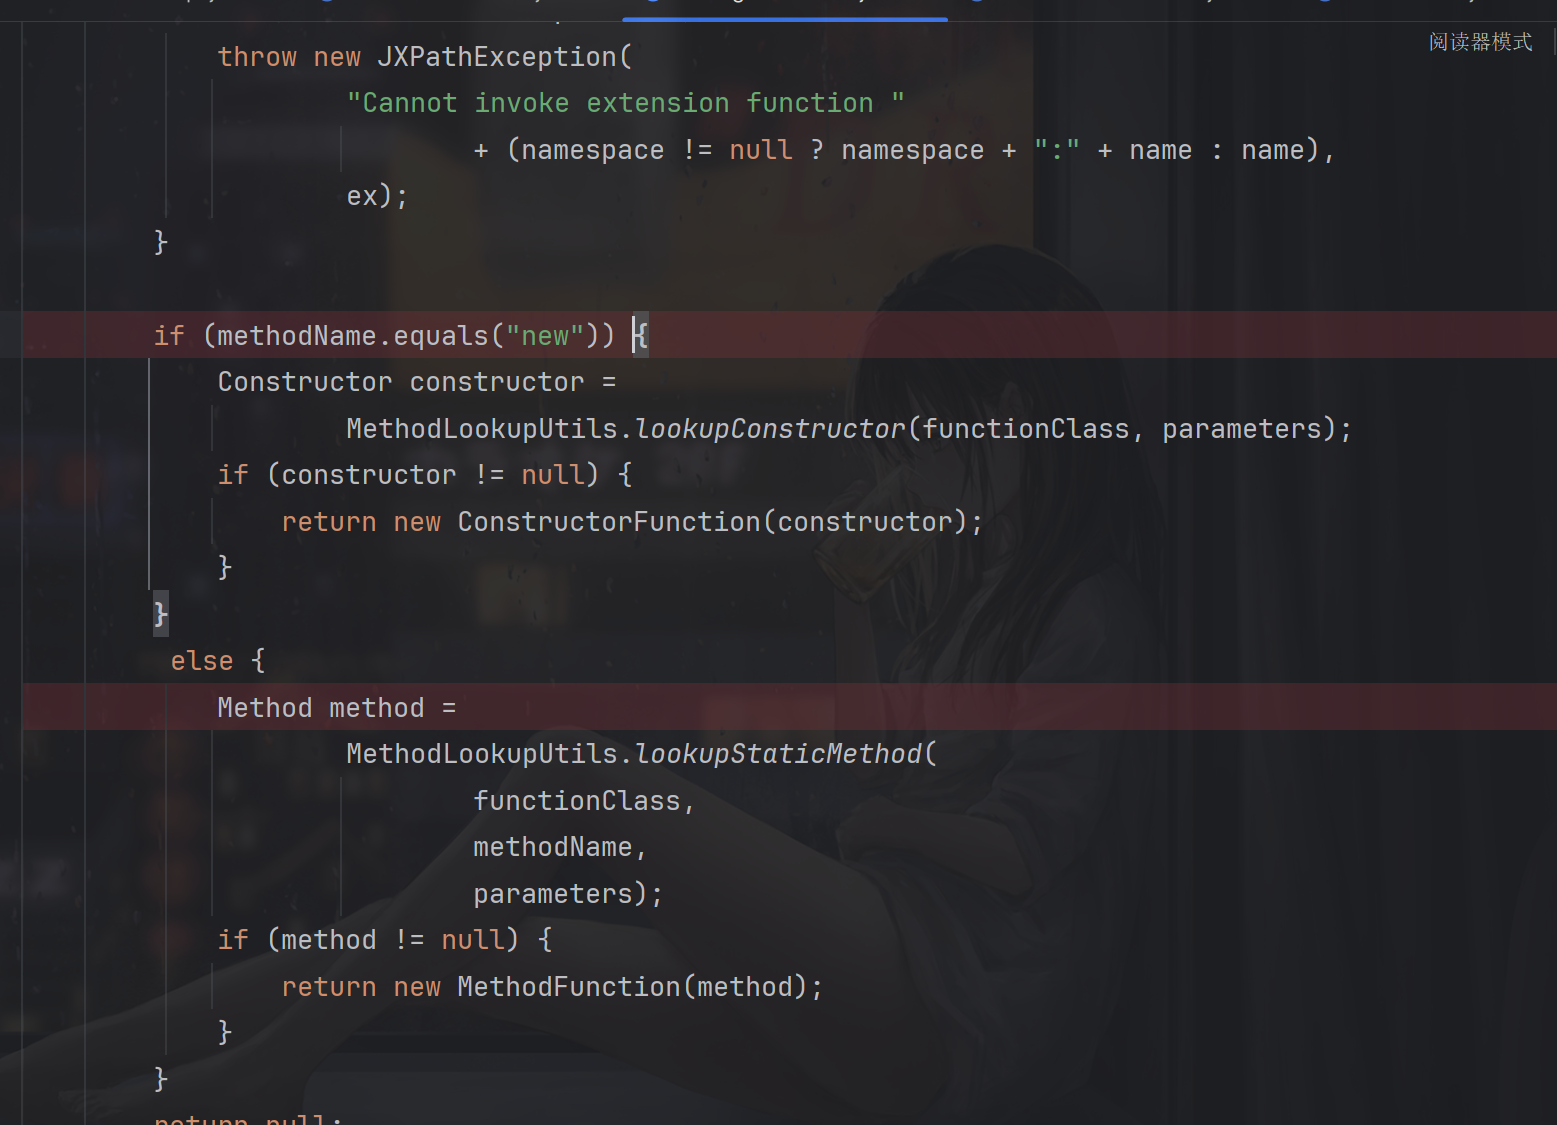 阅读器模式
throw new JXPathException(
"Cannot invoke extension function "
+ (namespace != null ? namespace + ":" + name : name),
ex);
}
if (methodName.equals("new")) {
Constructor constructor =
MethodLookupUtils.lookupConstructor(functionClass, parameters);
if (constructor != null) {
return new ConstructorFunction(constructor);
}
}
else {
Method method =
MethodLookupUtils.lookupStaticMethod(
functionClass,
methodName,
parameters);
if (method != null) {
return new MethodFunction(method);
}
}
return null;